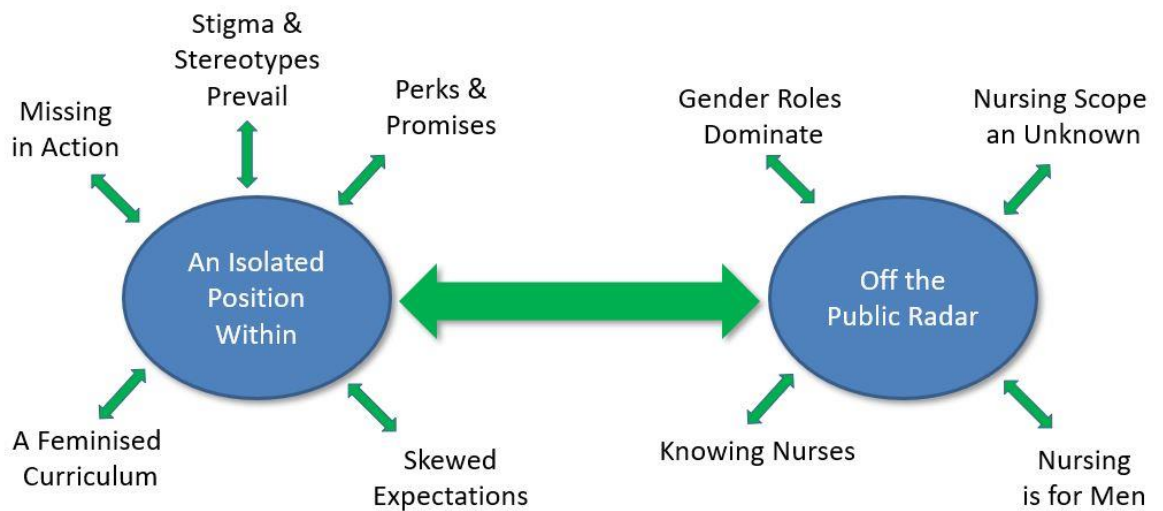 Stigma &
Stereotypes
Prevail
Missing
in Action
Perks &
Promises
An Isolated
Position
Within
A Feminised
Curriculum
Skewed
Expectations
Gender Roles
Dominate
Nursing Scope
an Unknown
Off the
Public Radar
Knowing Nurses
Nursing
is for Men